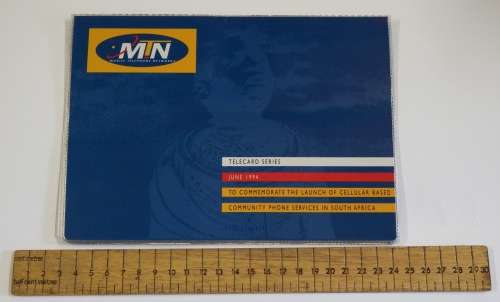 MTN
MOBILE TELEPHONE NETWORKS
TELECARD SERIES
JUNE 1994
TO COMMEMORATE THE LAUNCH OF CELLULAR BASED
COMMUNITY PHONE SERVICES IN SOUTH AFRICA
centimetre
2 3 4 5 6 7 8 9 10 11 12 13 14 15 16 17 18 19 20 21 22 23 24 25 26 27 28 29 30
half centimetre